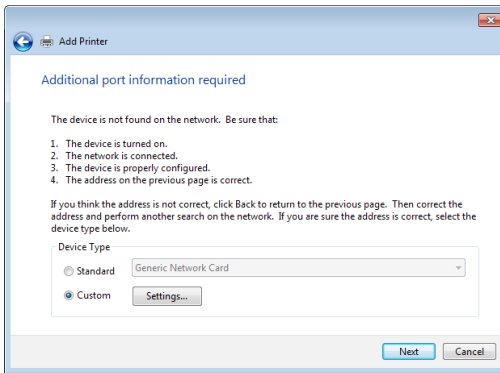 Add Printer
Additional port information required
The device is not found on the network. Be sure that:
1. The device is turned on.
2. The network is connected.
3. The device is properly configured.
4. The address on the previous page is correct.
If you think the address is not correct, click Back to return to the previous page. Then correct the
address and perform another search on the network. If you are sure the address is correct, select the
device type below.
Device Type
Standard Generic Network Card
Custom Settings...
Next Cancel